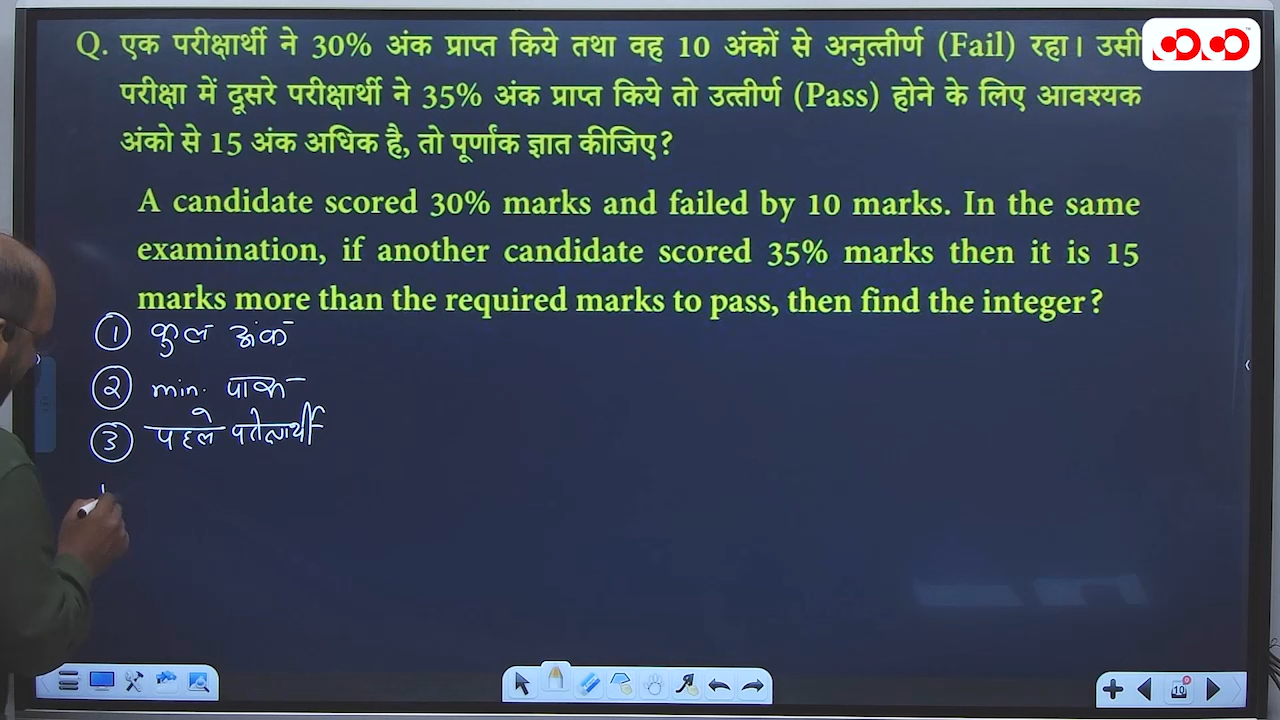 Q. एक परीक्षार्थी ने 30% अंक प्राप्त किये तथा वह 10 अंकों से अनुत्तीर्ण (Fail) रहा। उसी
परीक्षा में दूसरे परीक्षार्थी ने 35% अंक प्राप्त किये तो उत्तीर्ण (Pass) होने के लिए आवश्यक
अंको से 15 अंक अधिक है, तो पूर्णांक ज्ञात कीजिए?
A candidate scored 30% marks and failed by 10 marks. In the same
examination, if another candidate scored 35% marks then it is 15
marks more than the required marks to pass, then find the integer?
① कुल अंक
② min.
③ पहले
10